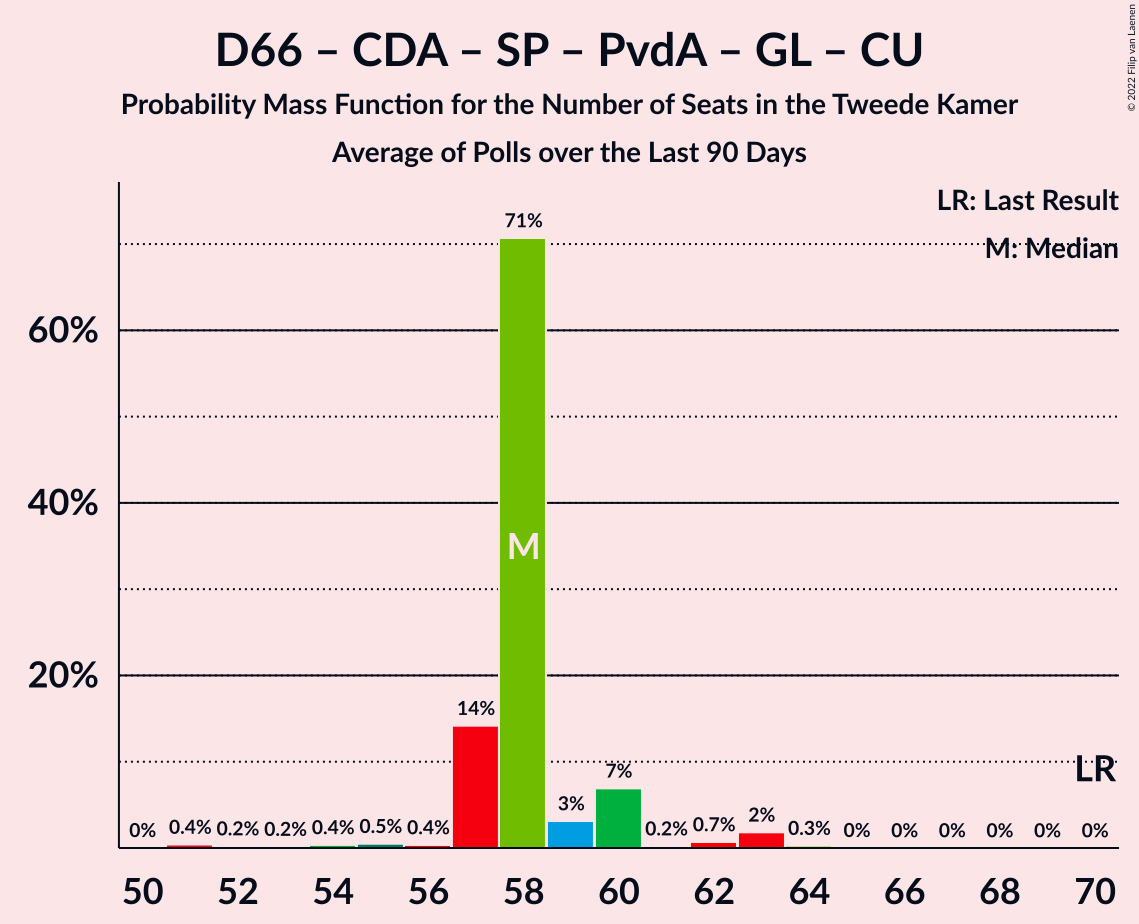 D66 – CDA – SP – PvdA – GL – CU
Probability Mass Function for the Number of Seats in the Tweede Kamer
Average of Polls over the Last 90 Days
© 2022 Filip van Laenen
LR: Last Result
M: Median
60%
40%
20%
0% 0.4% 0.2% 0.2% 0.4% 0.5% 0.4% 14% 71% 3% 7% 0.2% 0.7% 2% 0.3% 0% 0% 0% 0% 0% 0%
M
LR
50 52 54 56 58 60 62 64 66 68 70